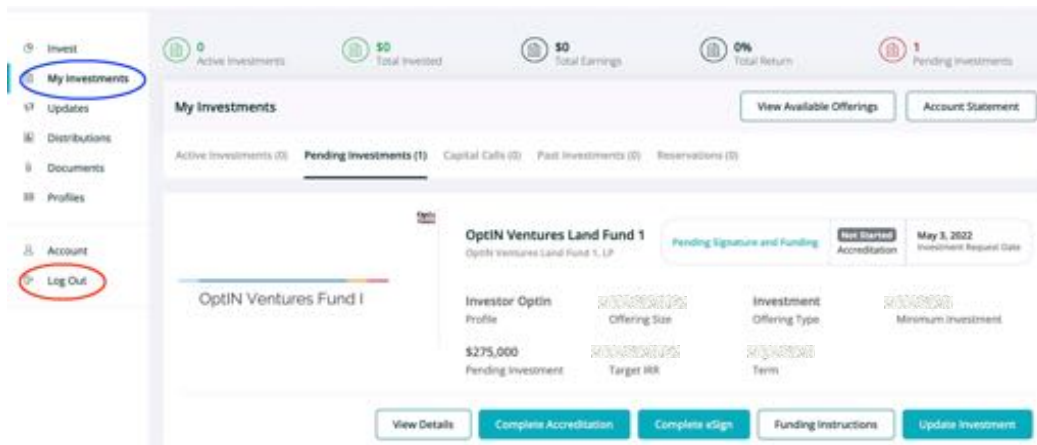 Invest
My Investments
Updates
Distributions
Documents
Profiles
Account
Log Out
0
Active Investments
$0
Total Invested
$0
Total Earnings
0%
Total Return
1
Pending Investments
My Investments
View Available Offerings
Account Statement
Active Investments (0) Pending Investments (1) Capital Calls (0) Past Investments (0) Reservations (0)
OptIN Ventures Fund I
OptIN Ventures Land Fund 1
OptIN Ventures Land Fund 1, LP
Pending Signature and Funding
Not Started
Accreditation
May 3, 2022
Investment Request Date
Investor OptIn
Profile
Offering Size
Investment
Offering Type
Minimum Investment
$275,000
Pending Investment
Target IRR
Term
View Details
Complete Accreditation
Complete eSign
Funding Instructions
Update Investment